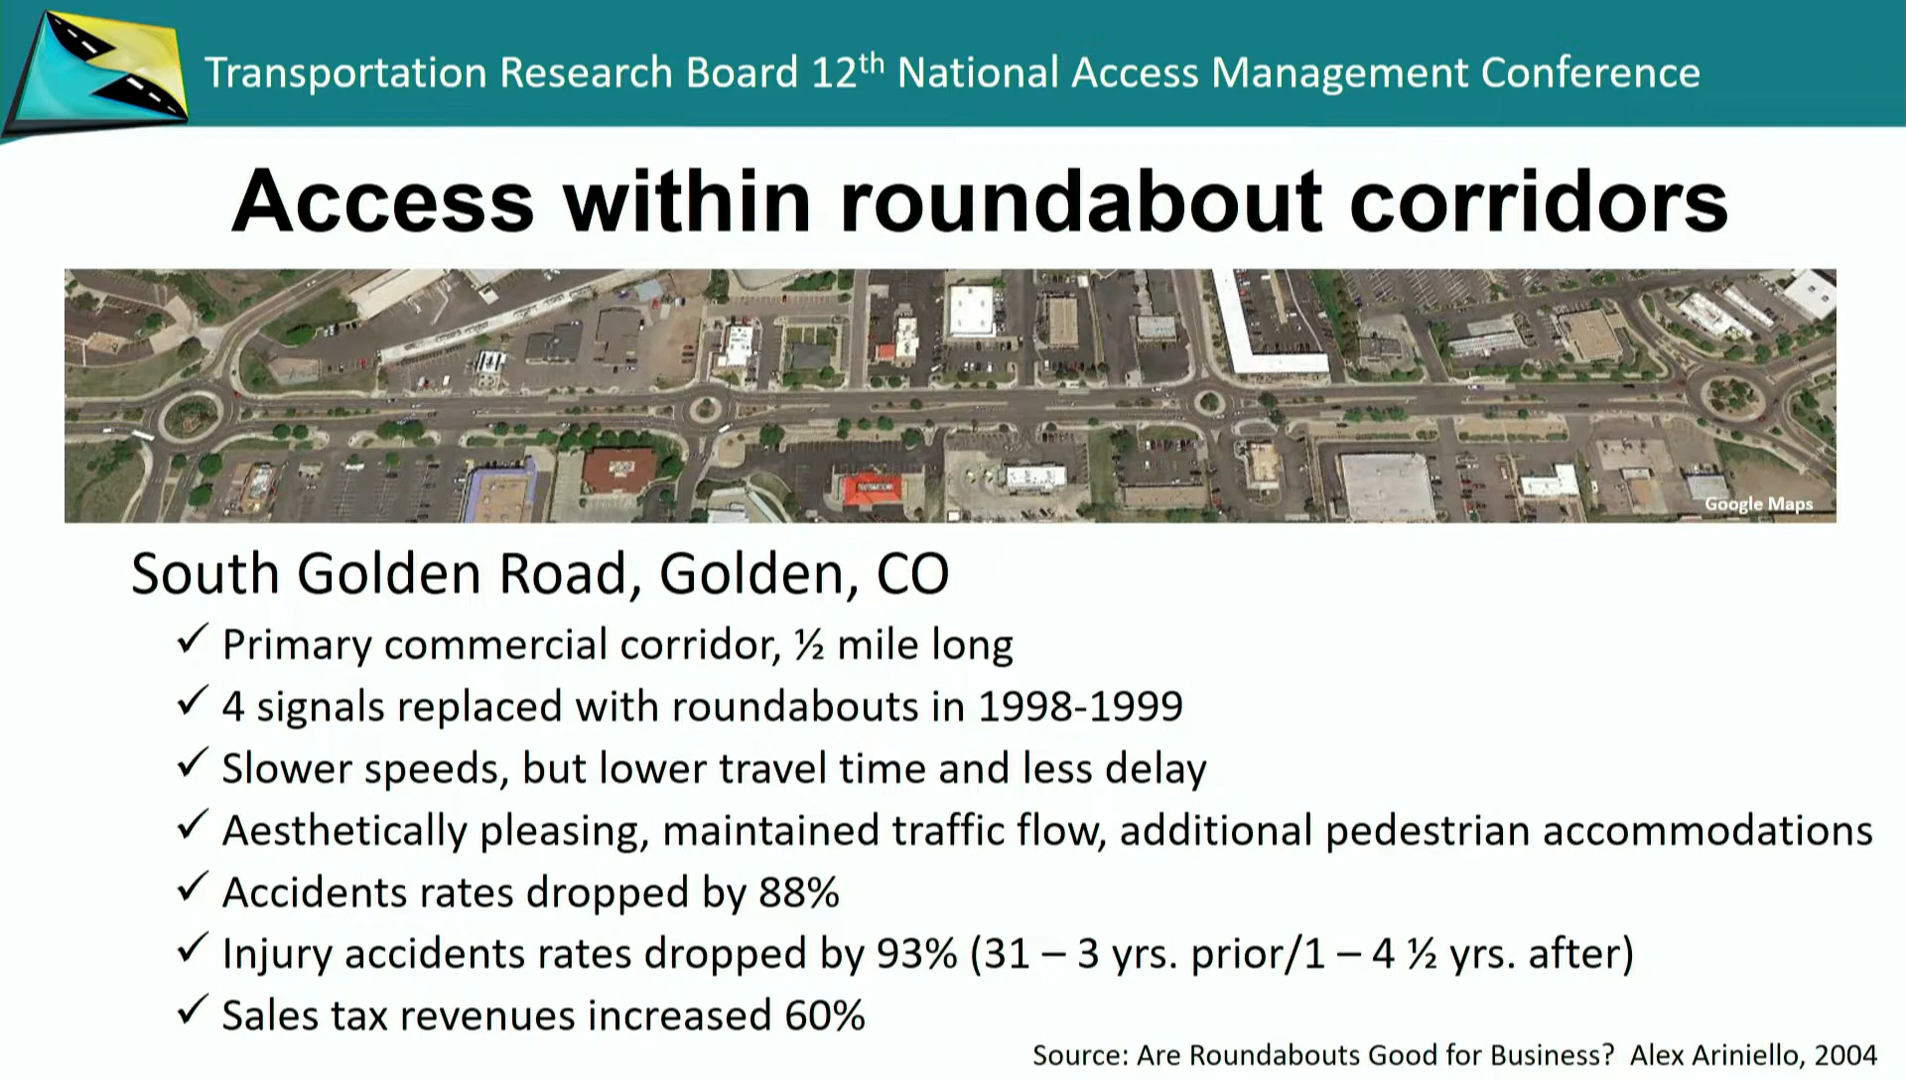 Transportation Research Board 12th National Access Management Conference
Access within roundabout corridors
Google Maps
South Golden Road, Golden, CO
✓ Primary commercial corridor, ½ mile long
✓ 4 signals replaced with roundabouts in 1998-1999
✓ Slower speeds, but lower travel time and less delay
✓ Aesthetically pleasing, maintained traffic flow, additional pedestrian accommodations
✓ Accidents rates dropped by 88%
✓ Injury accidents rates dropped by 93% (31 – 3 yrs. prior/1 – 4 ½ yrs. after)
✓ Sales tax revenues increased 60%
Source: Are Roundabouts Good for Business? Alex Ariniello, 2004